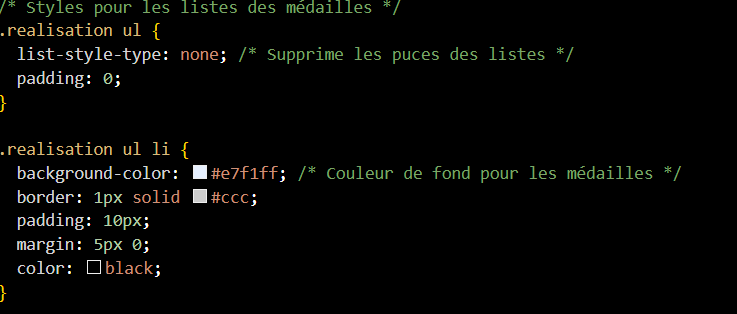 /* Styles pour les listes des médailles */
.realisation ul {
  list-style-type: none; /* Supprime les puces des listes */
  padding: 0;
}

.realisation ul li {
  background-color: #e7f1ff; /* Couleur de fond pour les médailles */
  border: 1px solid #ccc;
  padding: 10px;
  margin: 5px 0;
  color: black;
}